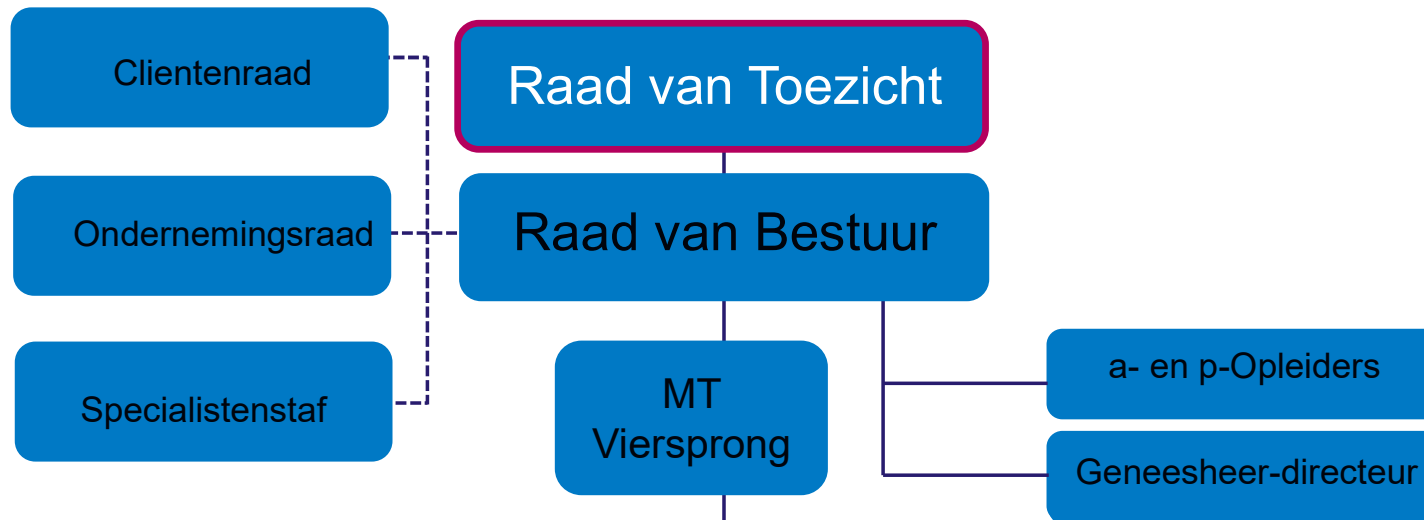 Clientenraad
Raad van Toezicht
Ondernemingsraad
Raad van Bestuur
Specialistenstaf
MT
Viersprong
a- en p-Opleiders
Geneesheer-directeur